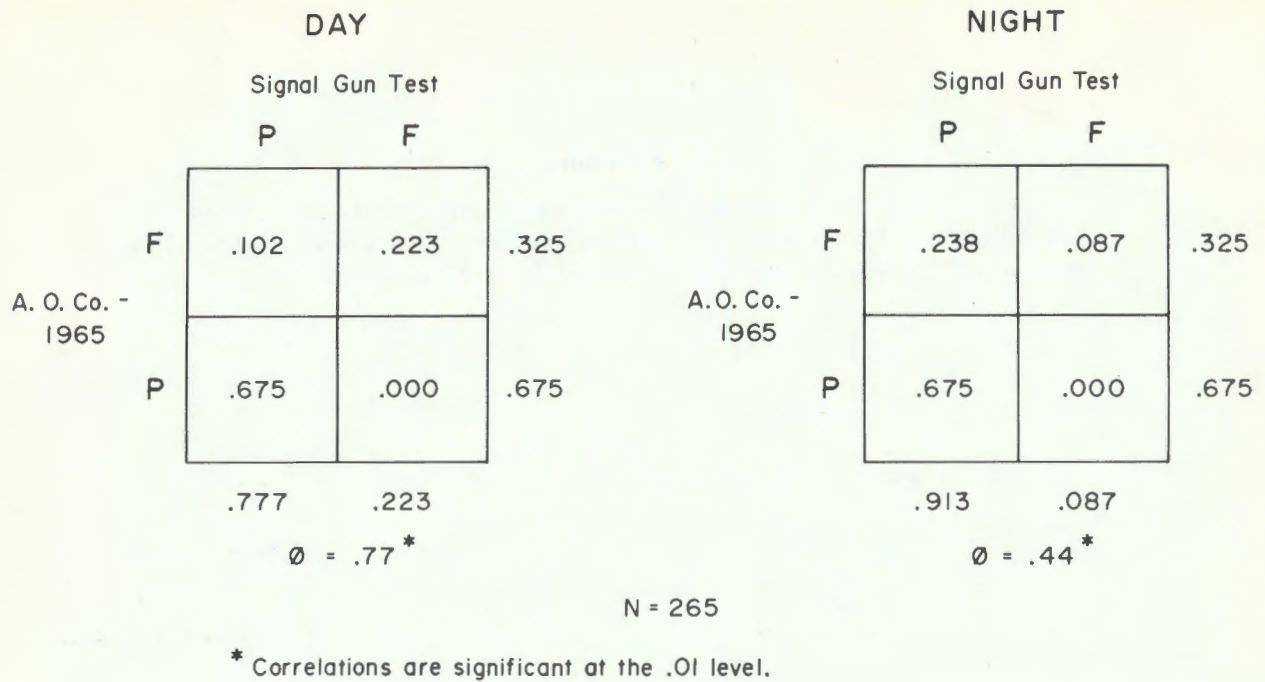 DAY
Signal Gun Test
P F
F .102 .223 .325
A. O. Co. -
1965
P .675 .000 .675
.777 .223
Ø = .77 *
NIGHT
Signal Gun Test
P F
F .238 .087 .325
A. O. Co. -
1965
P .675 .000 .675
.913 .087
Ø = .44 *
N = 265
* Correlations are significant at the .01 level.